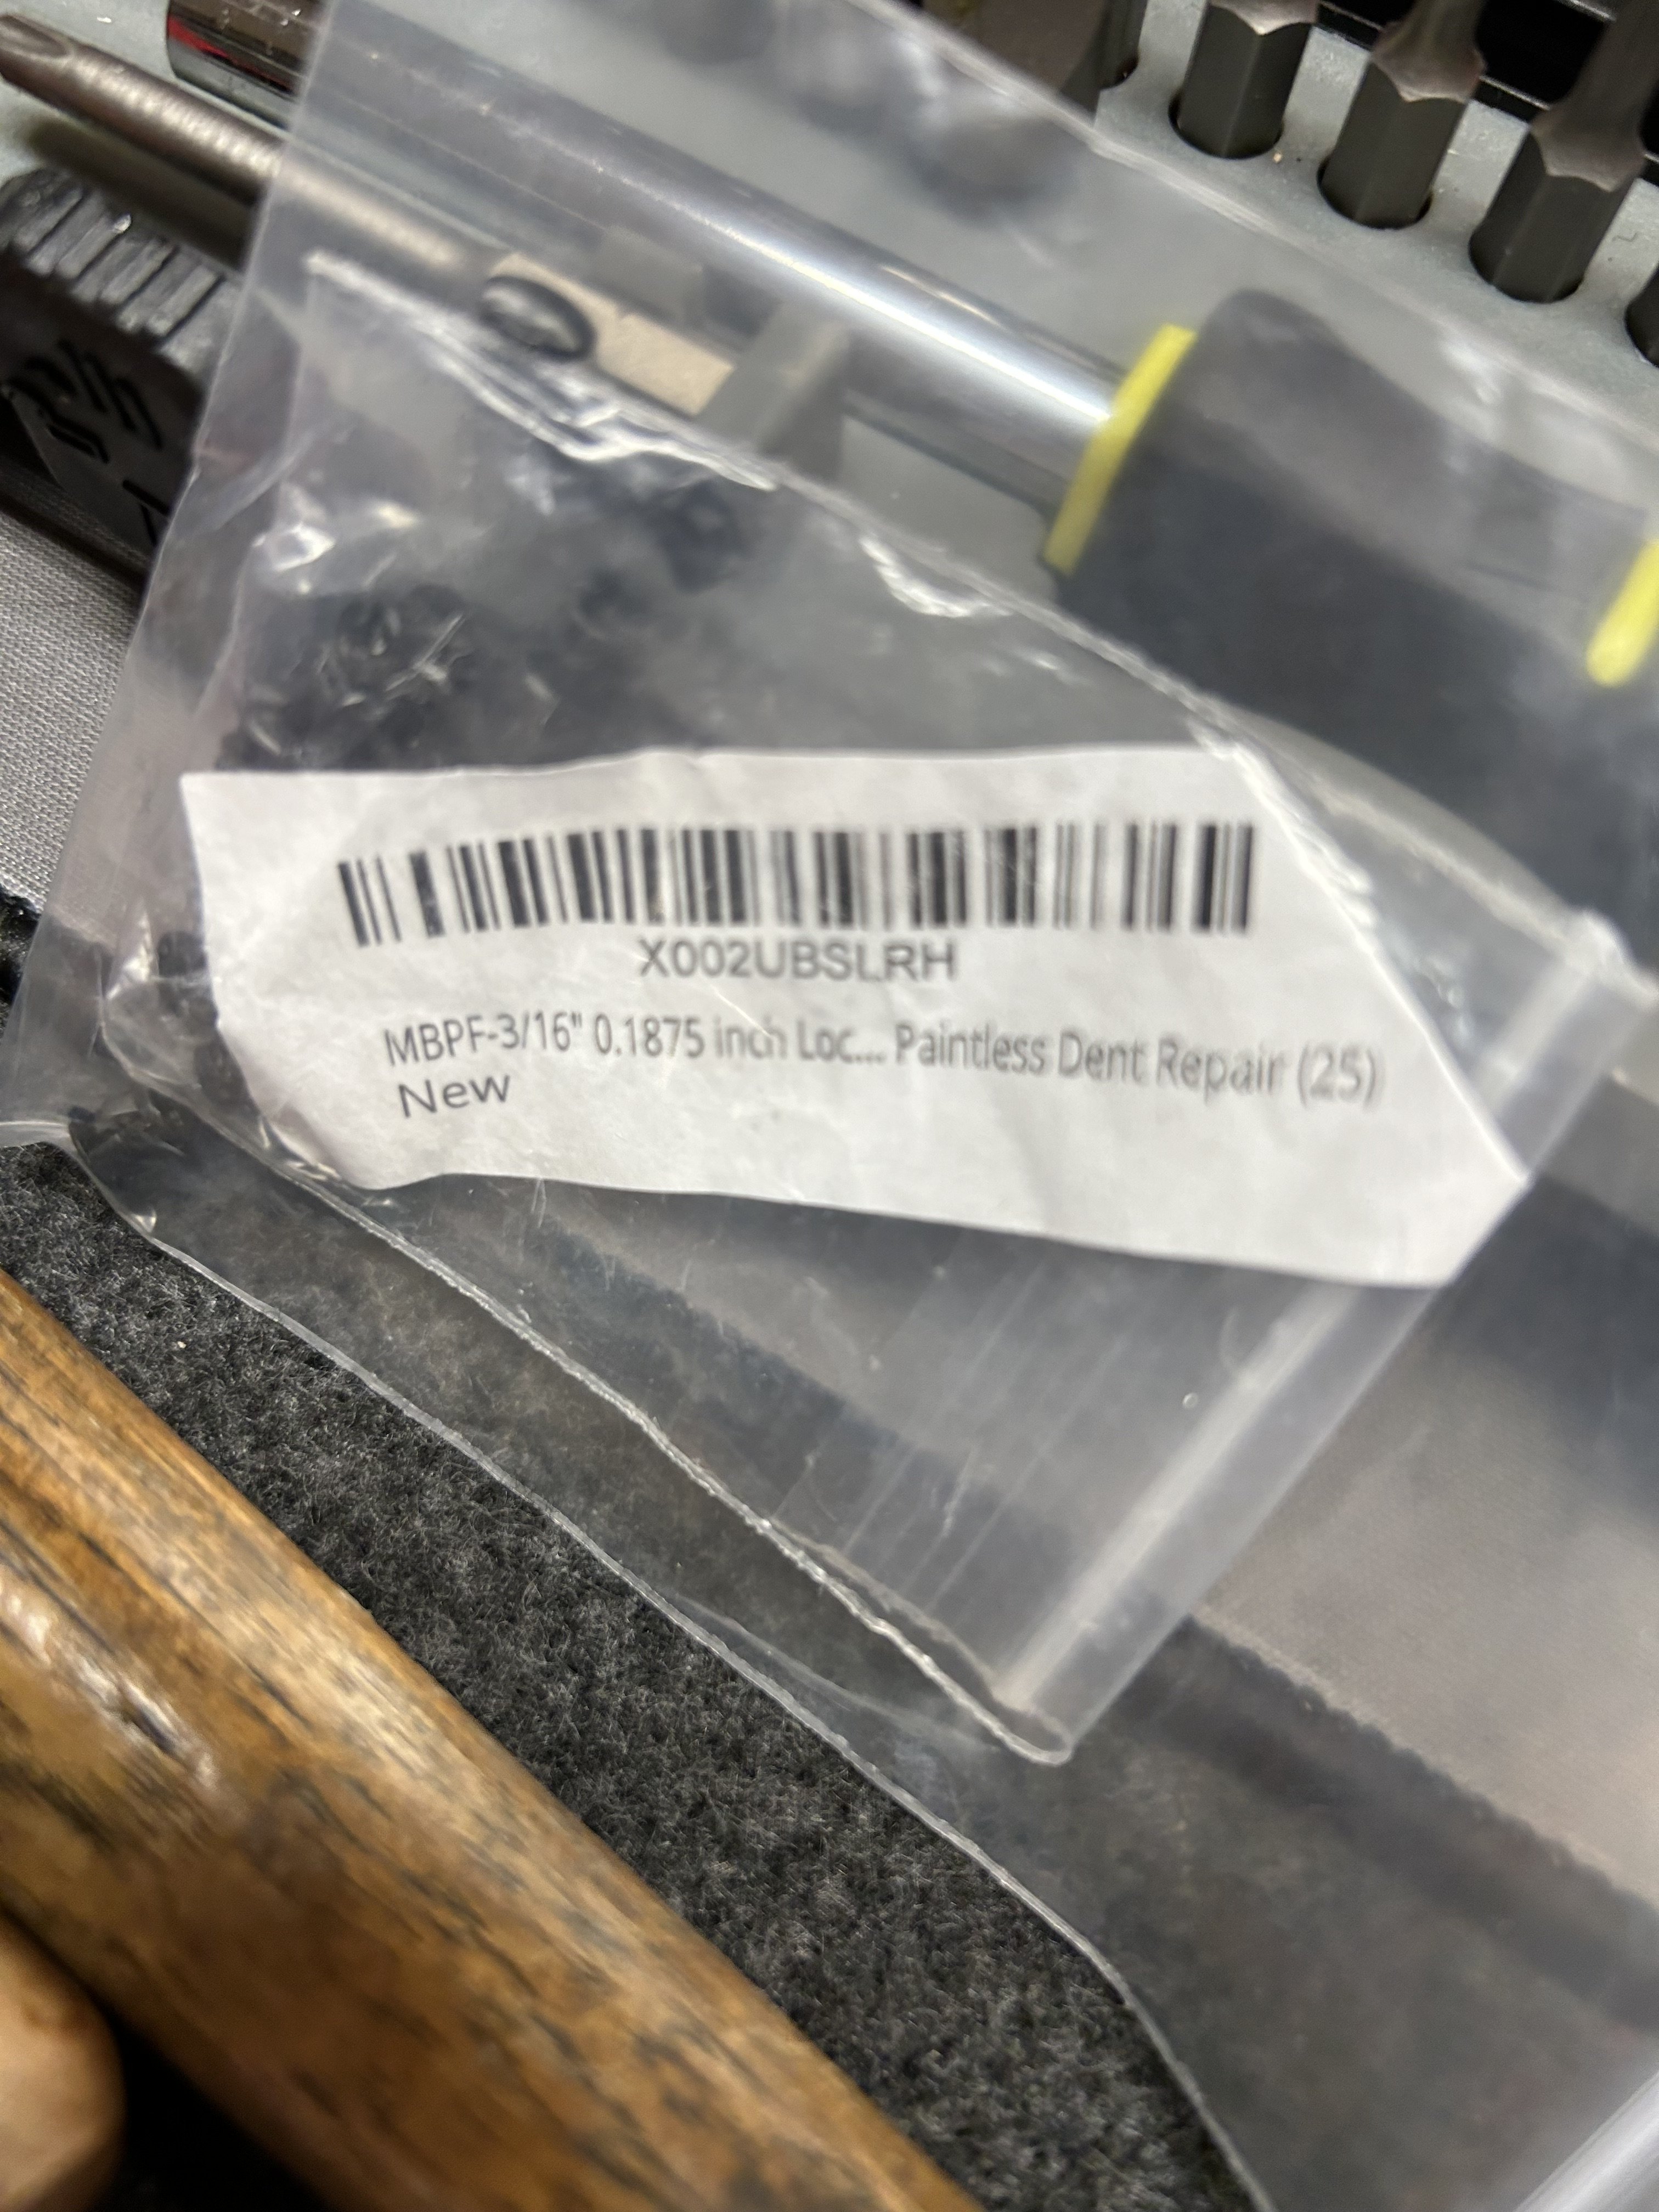 X002UBSLRH
MBPF-3/16" 0.1875 inch Loc... Paintless Dent Repair (25)
New